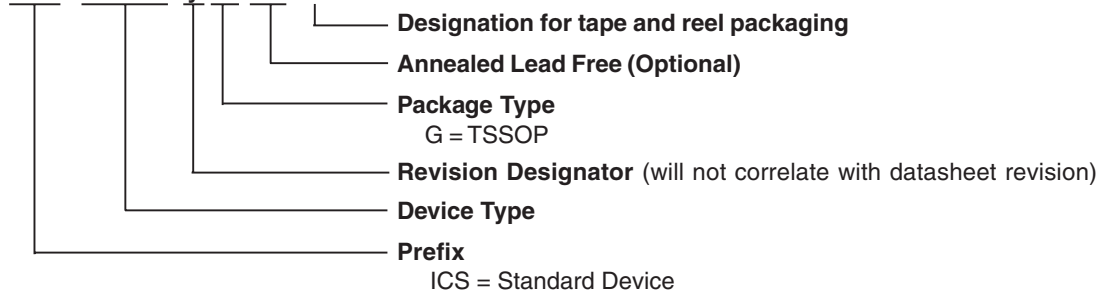 Designation for tape and reel packaging
Annealed Lead Free (Optional)
Package Type
G = TSSOP
Revision Designator (will not correlate with datasheet revision)
Device Type
Prefix
ICS = Standard Device